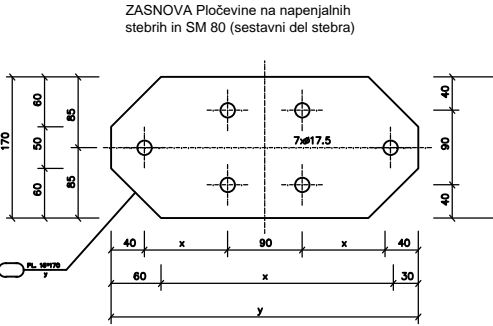 ZASNOVA Pločevine na napenjalnih
stebrih in SM 80 (sestavni del stebra)
170
60
50
60
85
85
7xø17.5
40
90
40
40
x
90
x
40
60
x
30
y
PL. 16*170
y